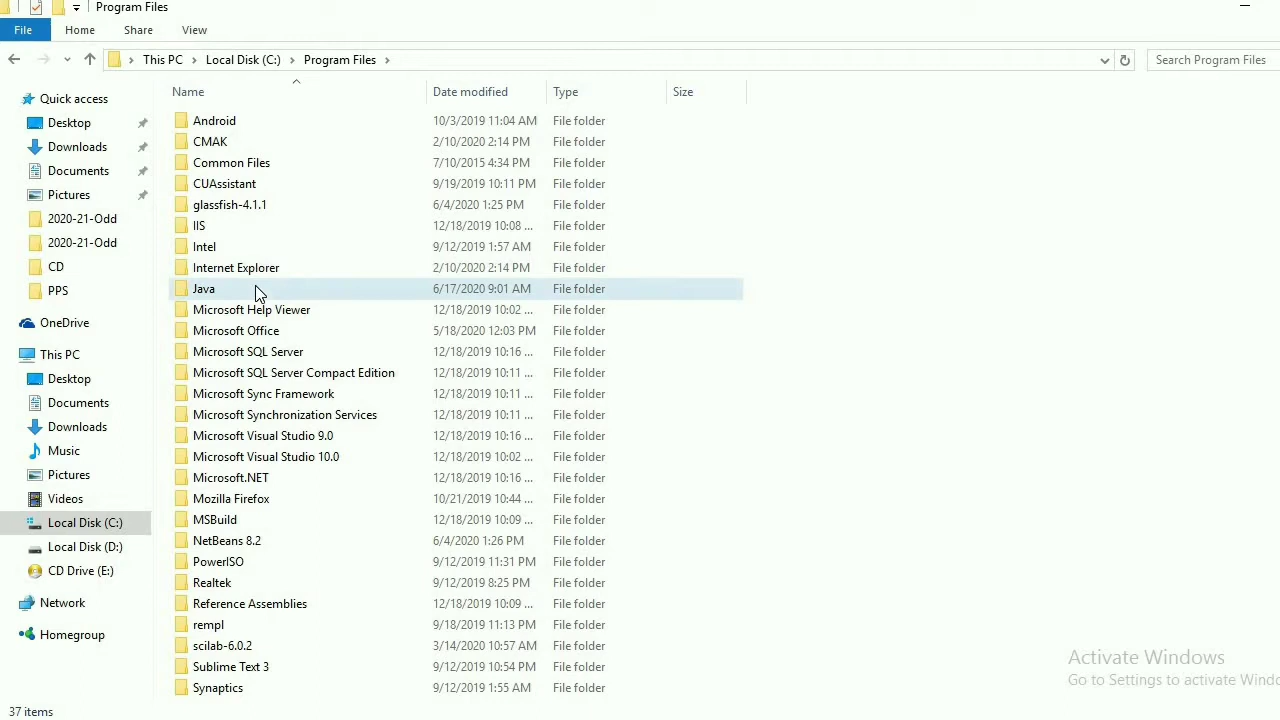 Program Files
File Home Share View
This PC Local Disk (C:) Program Files Search Program Files
Name Date modified Type Size
Quick access
Desktop
Downloads
Documents
Pictures
2020-21-Odd
2020-21-Odd
CD
PPS
OneDrive
This PC
Desktop
Documents
Downloads
Music
Pictures
Videos
Local Disk (C:)
Local Disk (D:)
CD Drive (E:)
Network
Homegroup
Android 10/3/2019 11:04 AM File folder
CMAK 2/10/2020 2:14 PM File folder
Common Files 7/10/2015 4:34 PM File folder
CUAssistant 9/19/2019 10:11 PM File folder
glassfish-4.1.1 6/4/2020 1:25 PM File folder
IIS 12/18/2019 10:08 ... File folder
Intel 9/12/2019 1:57 AM File folder
Internet Explorer 2/10/2020 2:14 PM File folder
Java 6/17/2020 9:01 AM File folder
Microsoft Help Viewer 12/18/2019 10:02 ... File folder
Microsoft Office 5/18/2020 12:03 PM File folder
Microsoft SQL Server 12/18/2019 10:16 ... File folder
Microsoft SQL Server Compact Edition 12/18/2019 10:11 ... File folder
Microsoft Sync Framework 12/18/2019 10:11 ... File folder
Microsoft Synchronization Services 12/18/2019 10:11 ... File folder
Microsoft Visual Studio 9.0 12/18/2019 10:16 ... File folder
Microsoft Visual Studio 10.0 12/18/2019 10:02 ... File folder
Microsoft.NET 12/18/2019 10:16 ... File folder
Mozilla Firefox 10/21/2019 10:44 ... File folder
MSBuild 12/18/2019 10:09 ... File folder
NetBeans 8.2 6/4/2020 1:26 PM File folder
PowerISO 9/12/2019 11:31 PM File folder
Realtek 9/12/2019 8:25 PM File folder
Reference Assemblies 12/18/2019 10:09 ... File folder
rempl 9/18/2019 11:13 PM File folder
scilab-6.0.2 3/14/2020 10:57 AM File folder
Sublime Text 3 9/12/2019 10:54 PM File folder
Synaptics 9/12/2019 1:55 AM File folder
Activate Windows
Go to Settings to activate Windo
37 items